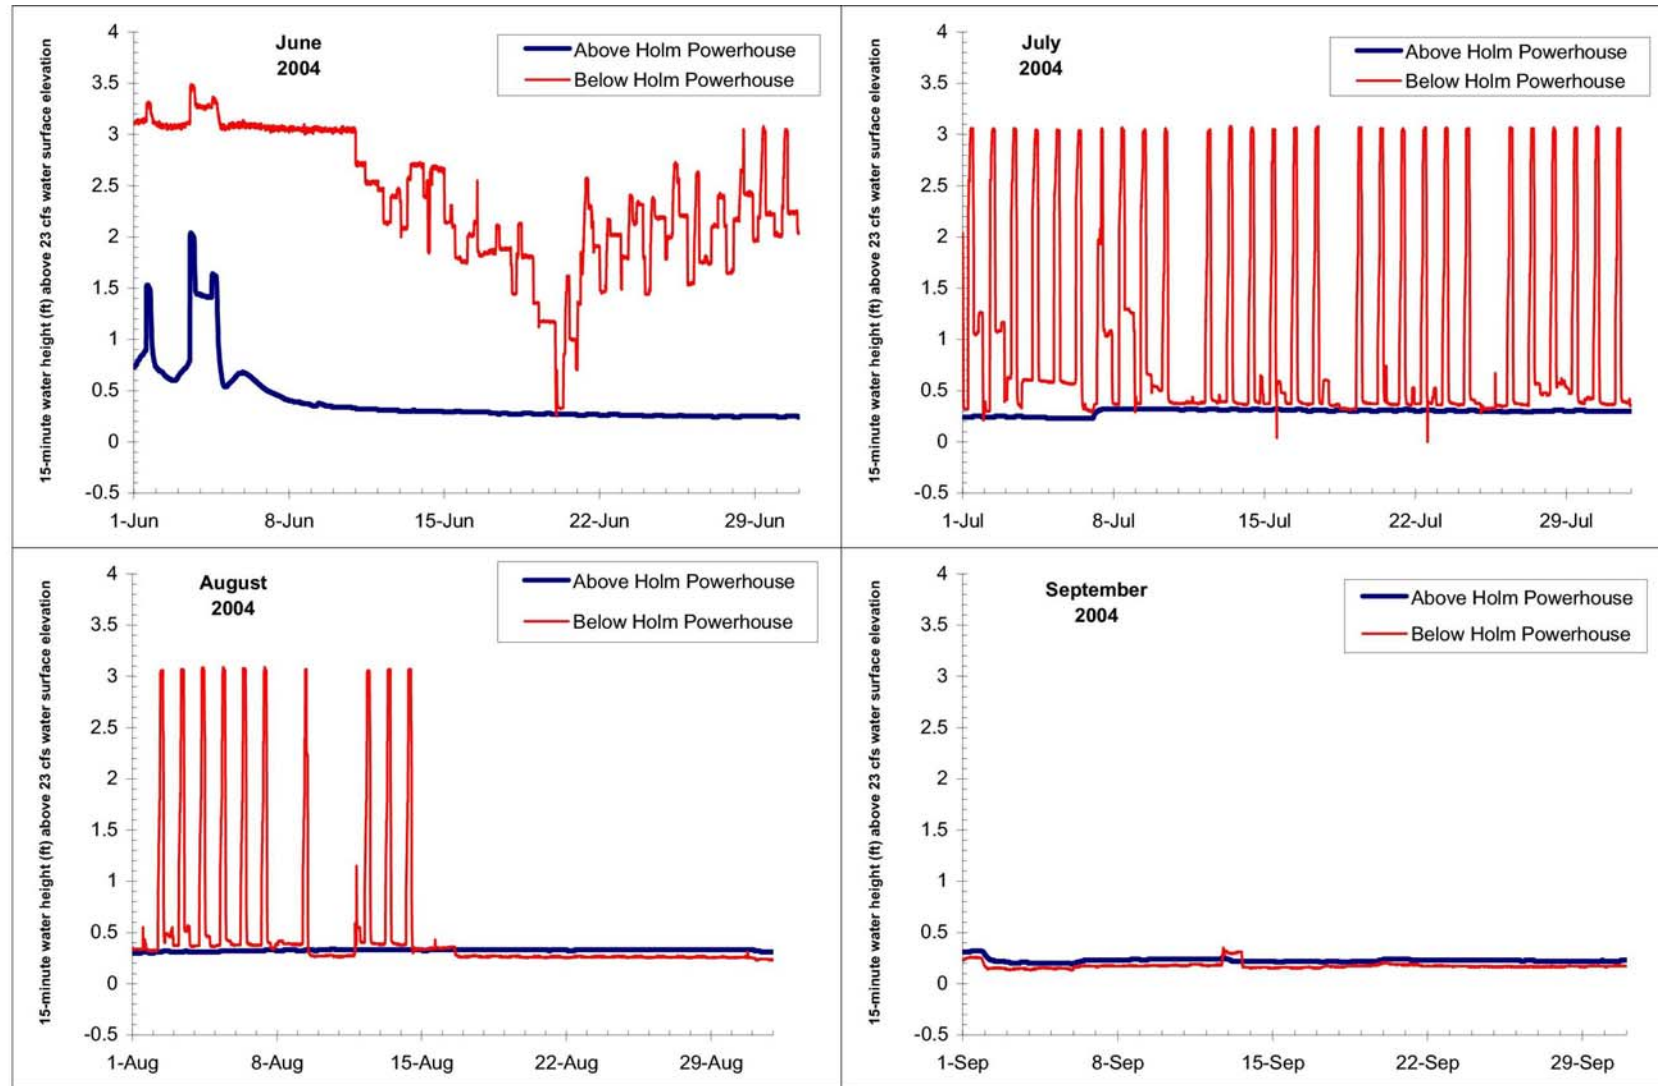 June
2004
Above Holm Powerhouse
Below Holm Powerhouse
15-minute water height (ft) above 23 cfs water surface elevation
4
3.5
3
2.5
2
1.5
1
0.5
0
-0.5
1-Jun
8-Jun
15-Jun
22-Jun
29-Jun
July
2004
Above Holm Powerhouse
Below Holm Powerhouse
15-minute water height (ft) above 23 cfs water surface elevation
4
3.5
3
2.5
2
1.5
1
0.5
0
-0.5
1-Jul
8-Jul
15-Jul
22-Jul
29-Jul
August
2004
Above Holm Powerhouse
Below Holm Powerhouse
15-minute water height (ft) above 23 cfs water surface elevation
4
3.5
3
2.5
2
1.5
1
0.5
0
-0.5
1-Aug
8-Aug
15-Aug
22-Aug
29-Aug
September
2004
Above Holm Powerhouse
Below Holm Powerhouse
15-minute water height (ft) above 23 cfs water surface elevation
4
3.5
3
2.5
2
1.5
1
0.5
0
-0.5
1-Sep
8-Sep
15-Sep
22-Sep
29-Sep